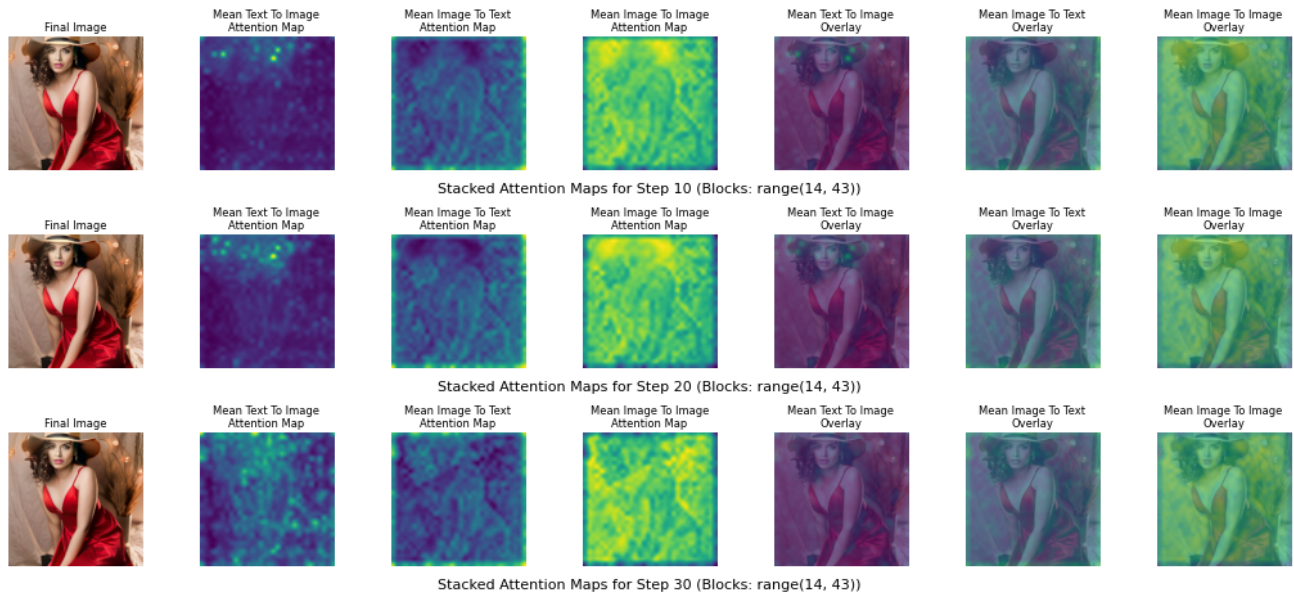 Final Image
Mean Text To Image
Attention Map
Mean Image To Text
Attention Map
Mean Image To Image
Attention Map
Mean Text To Image
Overlay
Mean Image To Text
Overlay
Mean Image To Image
Overlay
Stacked Attention Maps for Step 10 (Blocks: range(14, 43))
Final Image
Mean Text To Image
Attention Map
Mean Image To Text
Attention Map
Mean Image To Image
Attention Map
Mean Text To Image
Overlay
Mean Image To Text
Overlay
Mean Image To Image
Overlay
Stacked Attention Maps for Step 20 (Blocks: range(14, 43))
Final Image
Mean Text To Image
Attention Map
Mean Image To Text
Attention Map
Mean Image To Image
Attention Map
Mean Text To Image
Overlay
Mean Image To Text
Overlay
Mean Image To Image
Overlay
Stacked Attention Maps for Step 30 (Blocks: range(14, 43))